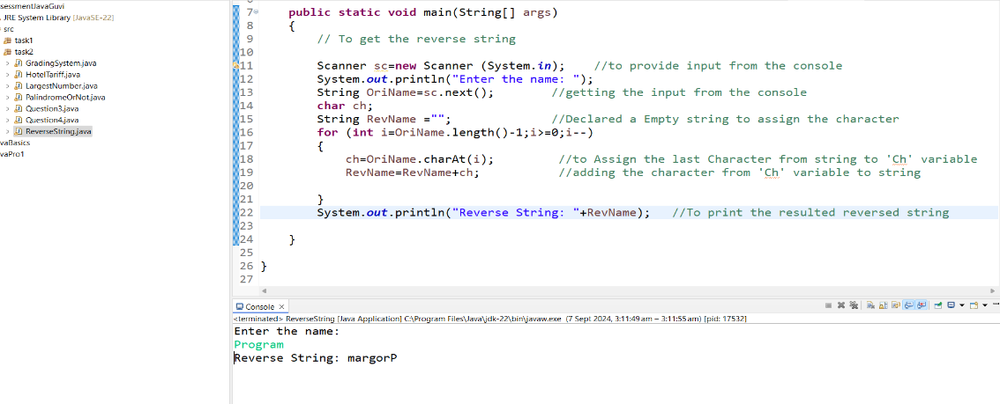 ssessmentJavaGuvi
JRE System Library [JavaSE-22]
src
task1
task2
GradingSystem.java
HotelTariff.java
LargestNumber.java
PalindromeOrNot.java
Question3.java
Question4.java
ReverseString.java
vaBasics
vaPro1
7 public static void main(String[] args)
8 {
9 // To get the reverse string
10
11 Scanner sc=new Scanner (System.in); //to provide input from the console
12 System.out.println("Enter the name: ");
13 String OriName=sc.next(); //getting the input from the console
14 char ch;
15 String RevName =""; //Declared a Empty string to assign the character
16 for (int i=OriName.length()-1;i>=0;i--)
17 {
18 ch=OriName.charAt(i); //to Assign the last Character from string to 'Ch' variable
19 RevName=RevName+ch; //adding the character from 'Ch' variable to string
20
21 }
22 System.out.println("Reverse String: "+RevName); //To print the resulted reversed string
23
24 }
25
26 }
27
Console
<terminated> ReverseString [Java Application] C:\Program Files\Java\jdk-22\bin\javaw.exe (7 Sept 2024, 3:11:49 am – 3:11:55 am) [pid: 17532]
Enter the name:
Program
Reverse String: margorP